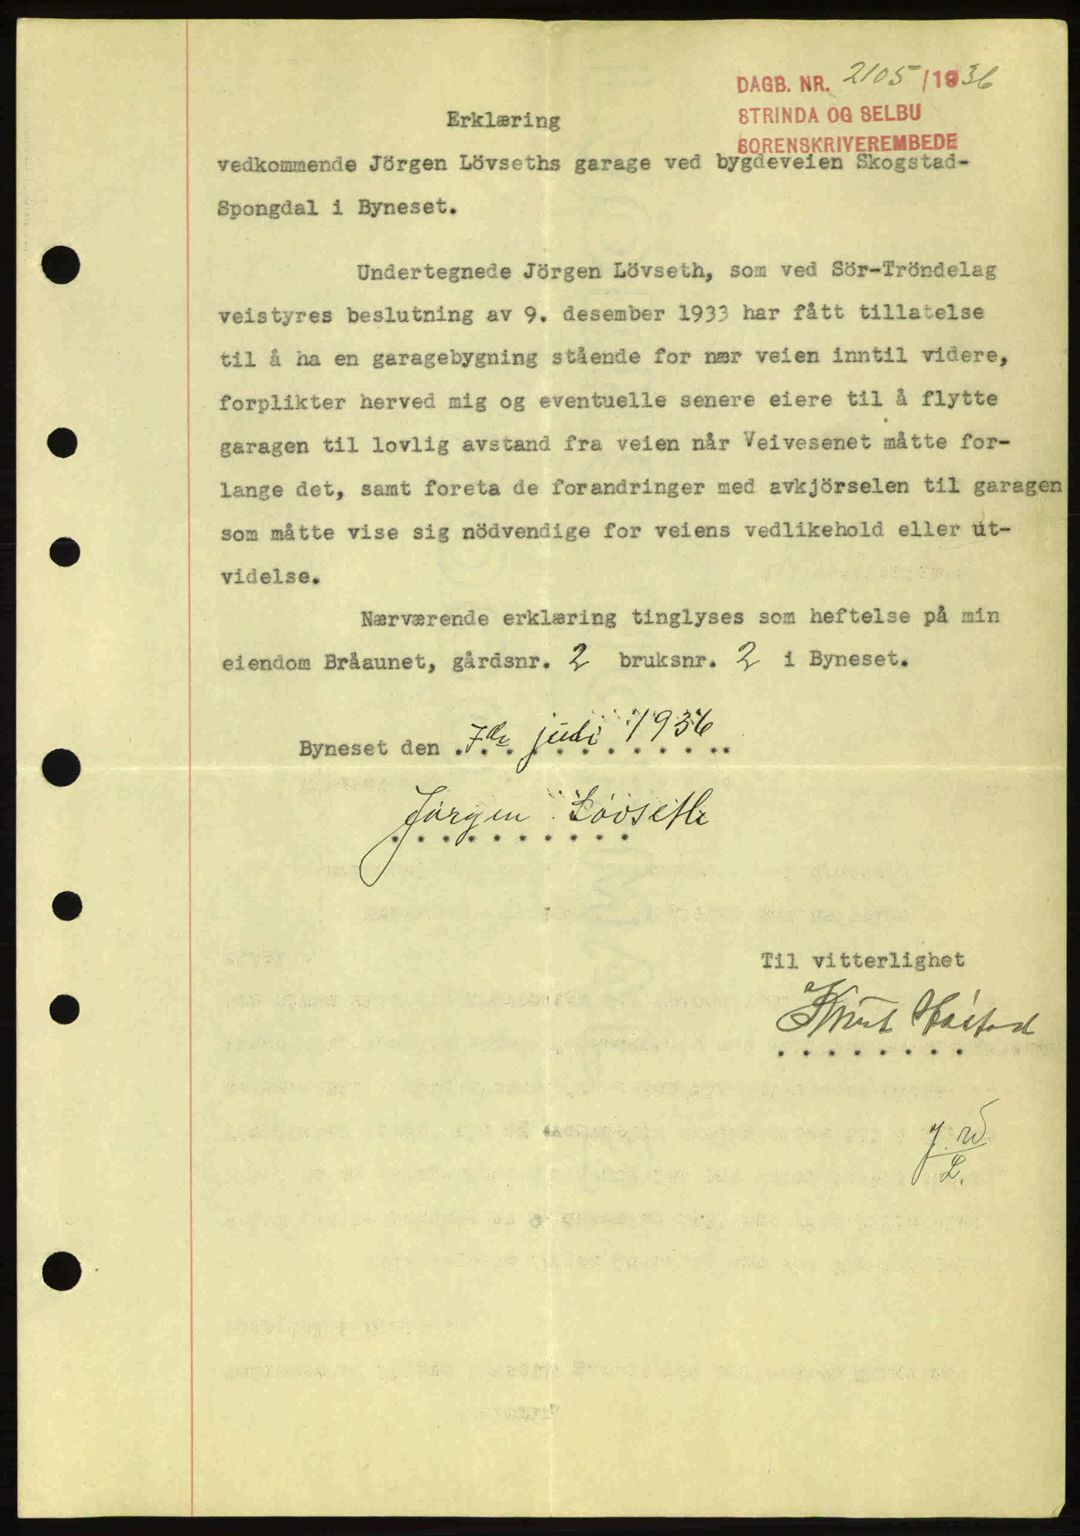 DAGB. NR. 2105/1936
STRINDA OG SELBU
SORENSKRIVEREMBEDE
Erklæring
vedkommende Jörgen Lövseths garage ved bygdeveien Skogstad-
Spongdal i Byneset.
Undertegnede Jörgen Lövseth, som ved Sör-Tröndelag
veistyres beslutning av 9. desember 1933 har fått tillatelse
til å ha en garagebygning stående for nær veien inntil videre,
forplikter herved mig og eventuelle senere eiere til å flytte
garagen til lovlig avstand fra veien når Veivesenet måtte for-
lange det, samt foreta de forandringer med avkjörselen til garagen
som måtte vise sig nödvendige for veiens vedlikehold eller ut-
videlse.
Nærværende erklæring tinglyses som heftelse på min
eiendom Bråaunet, gårdsnr. 2 bruksnr. 2 i Byneset.
Byneset den 7de juli 1936
Jørgen Løvseth
Til vitterlighet
Knut